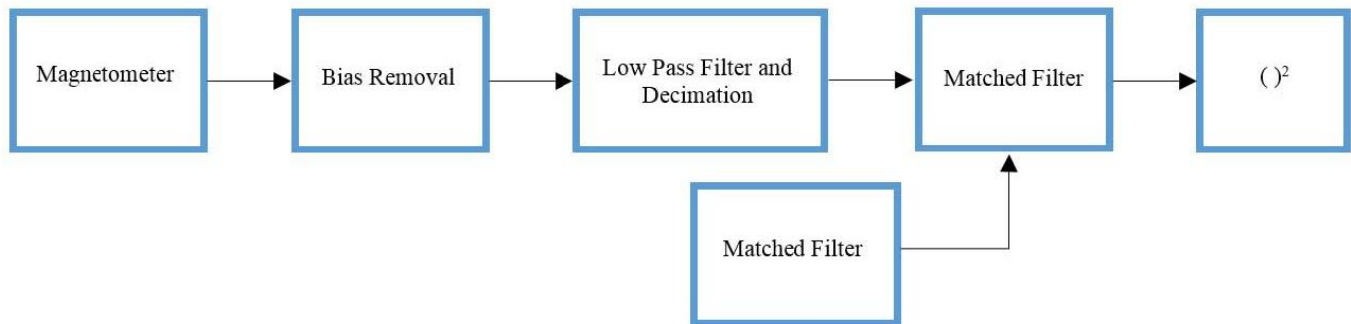 Magnetometer
Bias Removal
Low Pass Filter and
Decimation
Matched Filter
( )²
Matched Filter